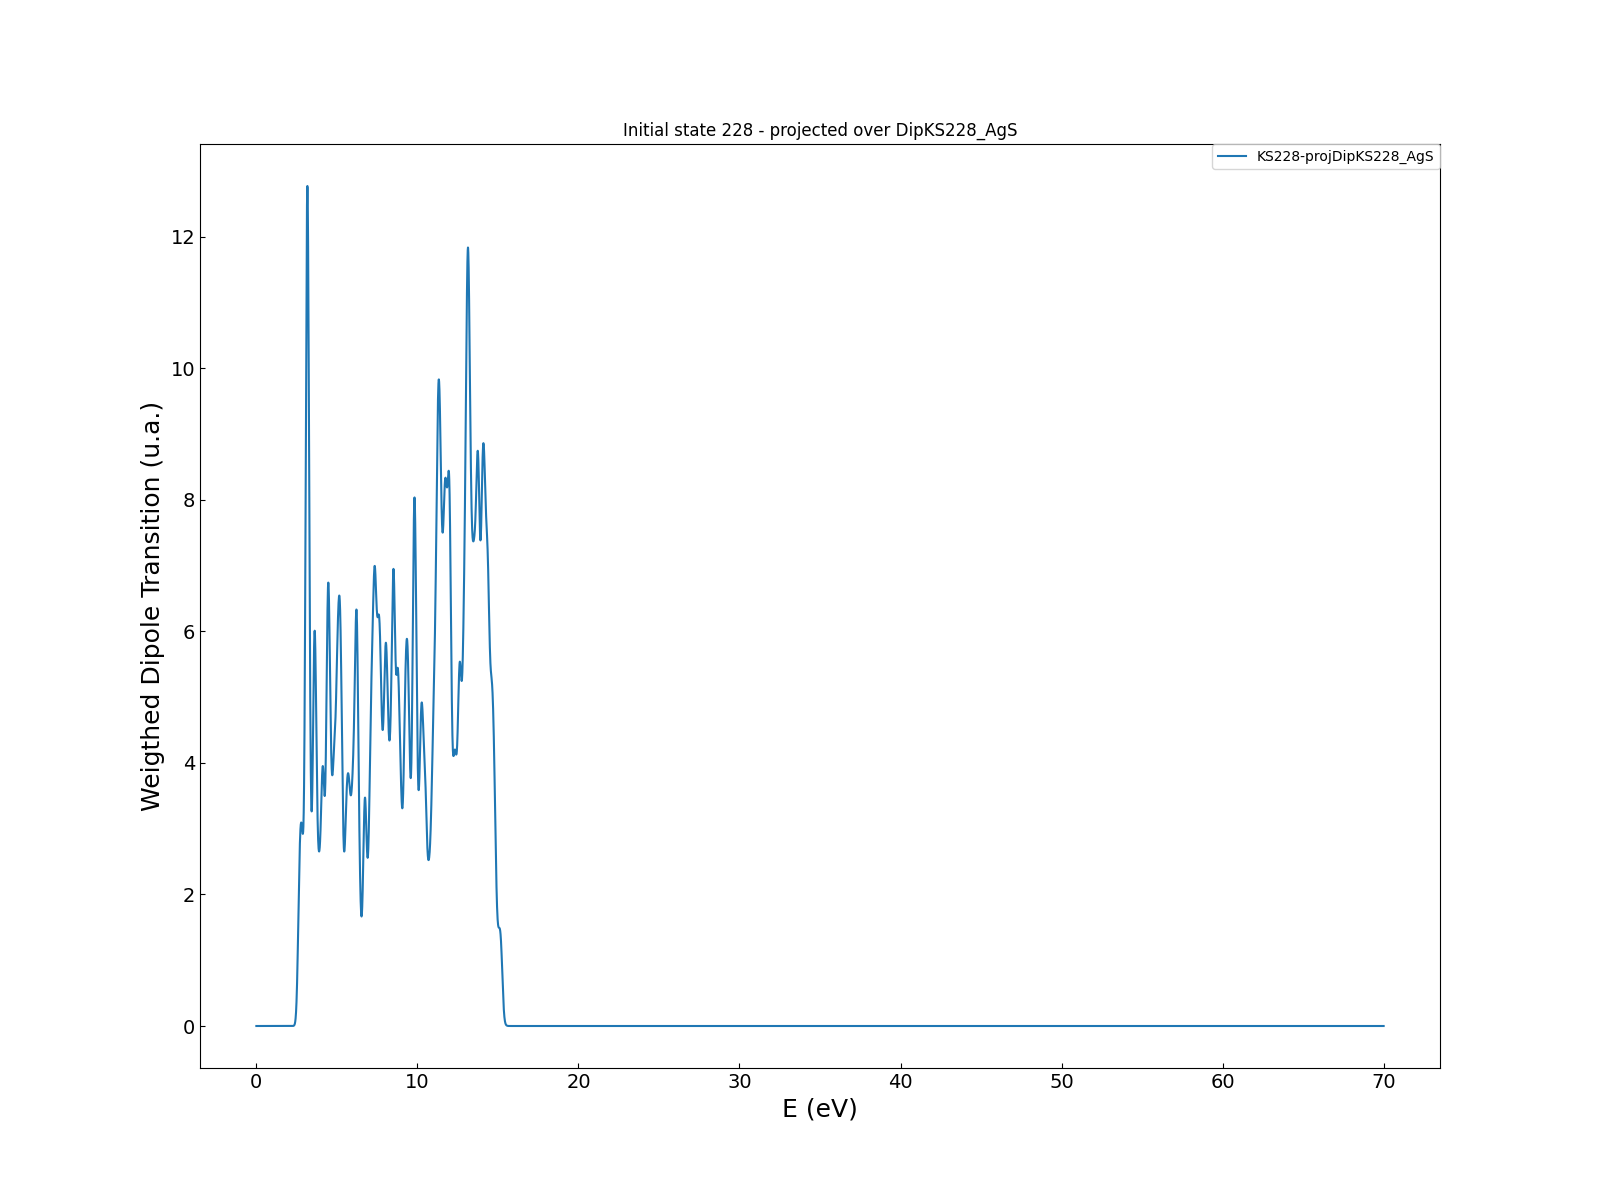 Initial state 228 - projected over DipKS228_AgS
KS228-projDipKS228_AgS
Weigthed Dipole Transition (u.a.)
12
10
8
6
4
2
0
0 10 20 30 40 50 60 70
E (eV)